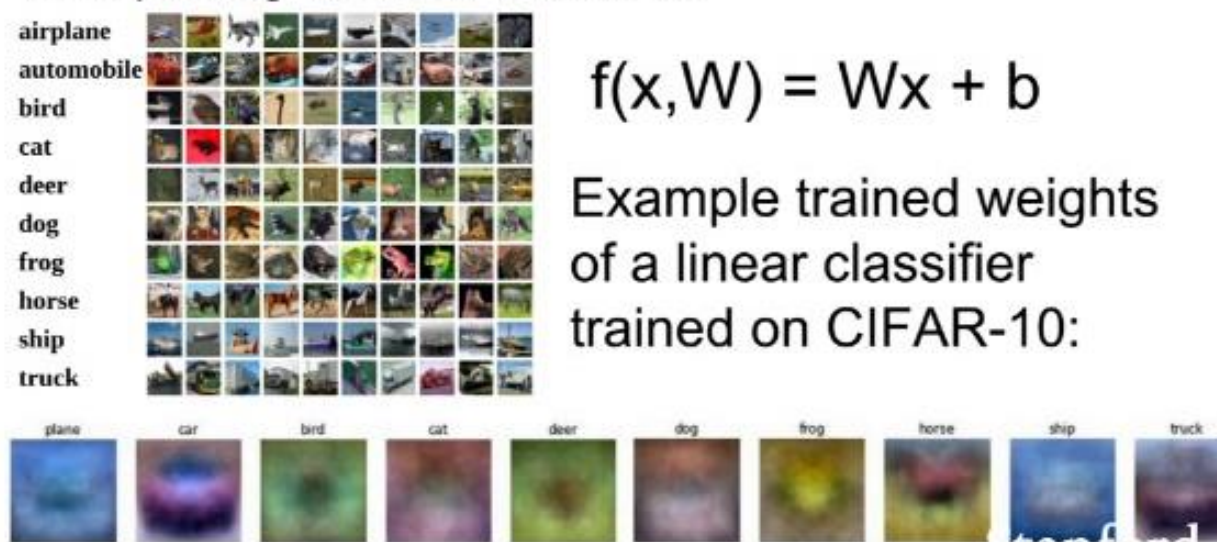 airplane
automobile
bird
cat
deer
dog
frog
horse
ship
truck
f(x,W) = Wx + b
Example trained weights
of a linear classifier
trained on CIFAR-10:
plane car bird cat deer dog frog horse ship truck